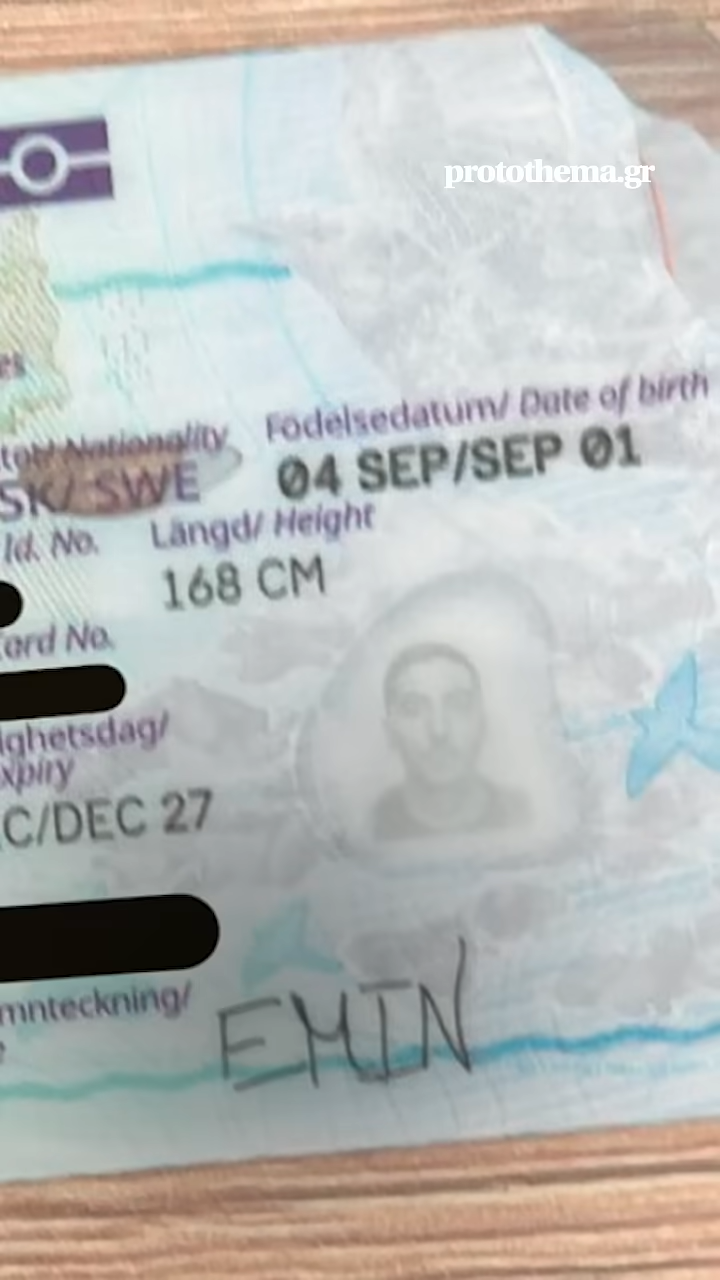 protothema.gr
es
Nationality Födelsedatum/ Date of birth
SK/ SWE 04 SEP/SEP 01
Id. No. Längd/ Height
168 CM
Card No.
ighetsdag/
xpiry
C/DEC 27
mnteckning/
EMIN